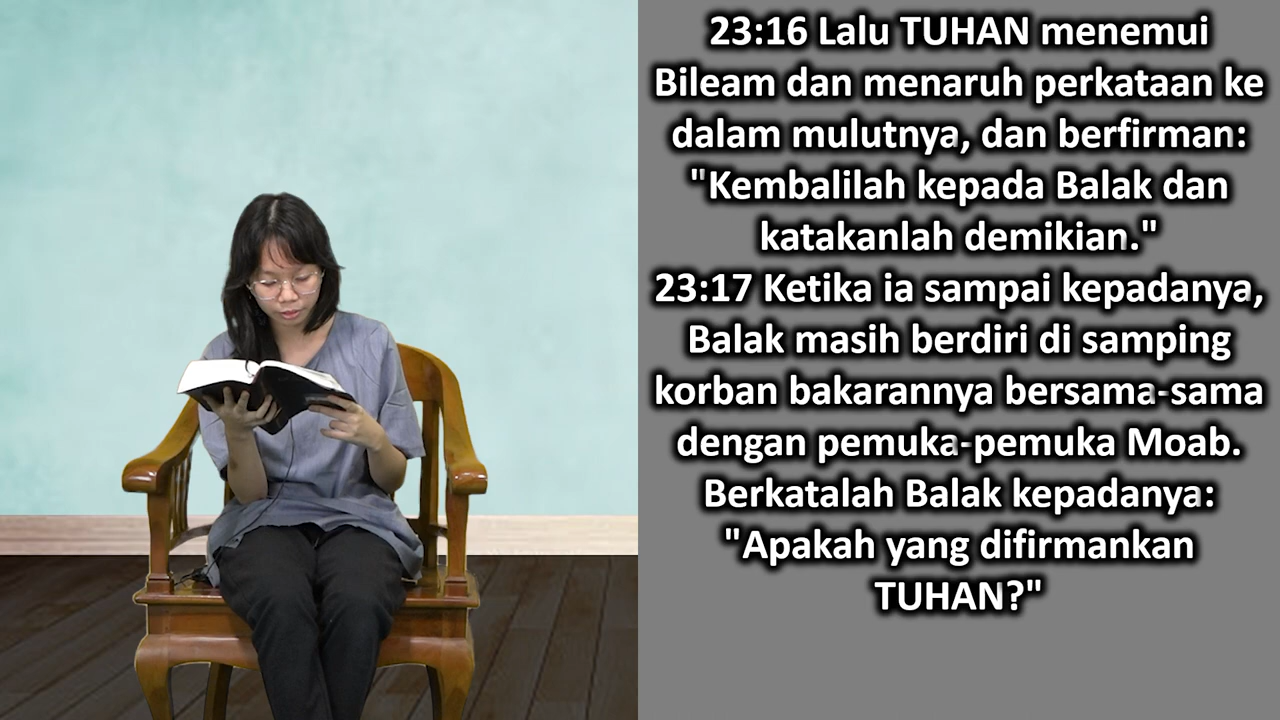 23:16 Lalu TUHAN menemui
Bileam dan menaruh perkataan ke
dalam mulutnya, dan berfirman:
"Kembalilah kepada Balak dan
katakanlah demikian."
23:17 Ketika ia sampai kepadanya,
Balak masih berdiri di samping
korban bakarannya bersama-sama
dengan pemuka-pemuka Moab.
Berkatalah Balak kepadanya:
"Apakah yang difirmankan
TUHAN?"